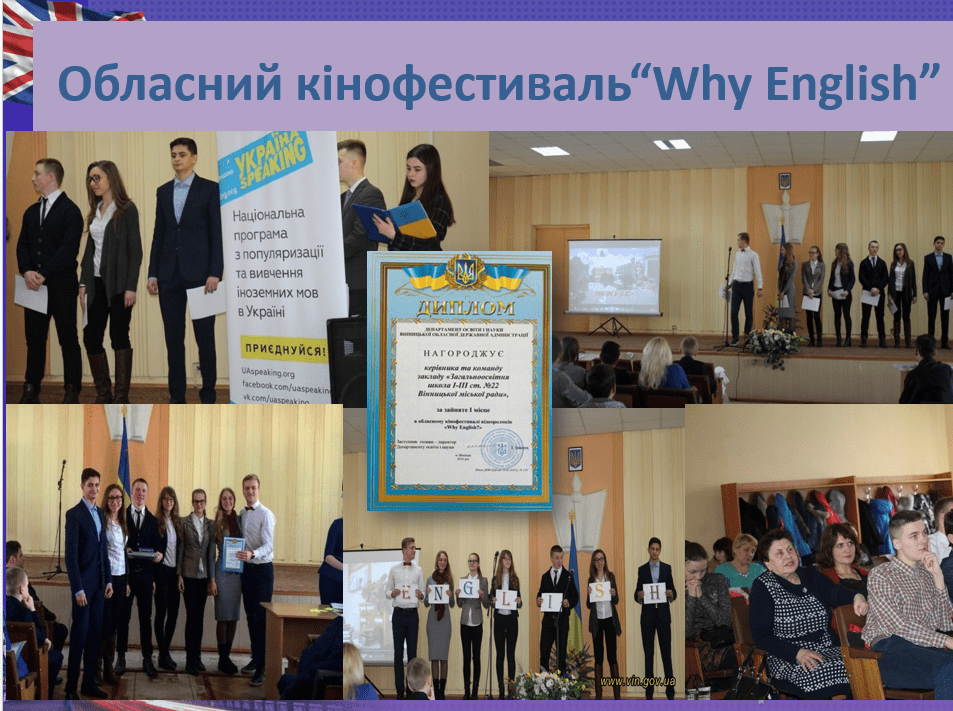 Обласний кінофестиваль“Why English”
УКРАЇНА
SPEAKING
Національна
програма
з популяризації
та вивчення
іноземних мов
в Україні
ПРИЄДНУЙСЯ!
UAspeaking.org
facebook.com/uaspeaking
vk.com/uaspeaking
ДИПЛОМ
ДЕПАРТАМЕНТ ОСВІТИ І НАУКИ
ВІННИЦЬКОЇ ОБЛАСНОЇ ДЕРЖАВНОЇ АДМІНІСТРАЦІЇ
НАГОРОДЖУЄ
керівника та команду
закладу «Загальноосвітня
школа І-ІІІ ст. №22
Вінницької міської ради»,
за зайняте І місце
в обласному кінофестивалі відеороликів
«Why English?»
Заступник голови – директор
Департаменту освіти і науки
ENGLISH
www.vin.gov.ua